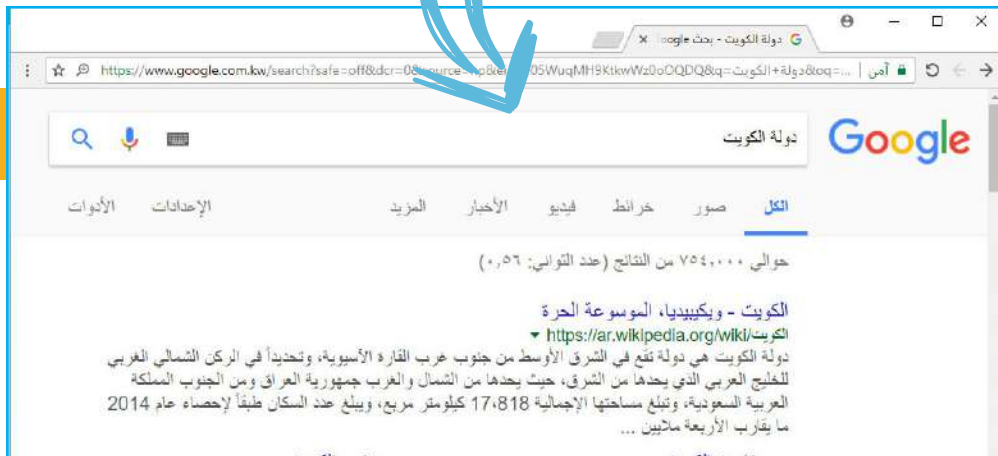 دولة الكويت - بحث Google
آمن | https://www.google.com.kw/search?safe=off&dcr=0&source=hp&ei=
دولة الكويت
Google
الكل صور خرائط فيديو الأخبار المزيد الإعدادات الأدوات
حوالي ٧٥٤,٠٠٠ من النتائج (عدد الثواني: ٠,٥٦)
الكويت - ويكيبيديا، الموسوعة الحرة
https://ar.wikipedia.org/wiki/الكويت
دولة الكويت هي دولة تقع في الشرق الأوسط من جنوب غرب القارة الآسيوية، وتحديداً في الركن الشمالي الغربي
للخليج العربي الذي يحدها من الشرق، حيث يحدها من الشمال والغرب جمهورية العراق ومن الجنوب المملكة
العربية السعودية، وتبلغ مساحتها الإجمالية 17،818 كيلومتر مربع، ويبلغ عدد السكان طبقاً لإحصاء عام 2014
ما يقارب الأربعة ملايين ...